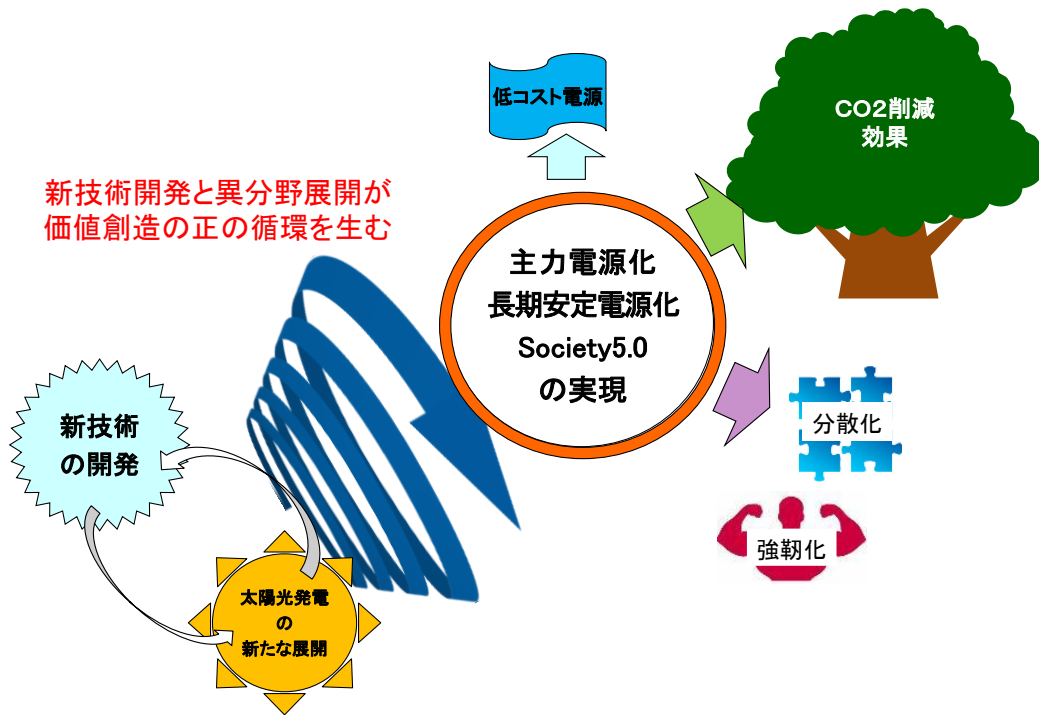 低コスト電源
CO2削減
効果
新技術開発と異分野展開が
価値創造の正の循環を生む
主力電源化
長期安定電源化
Society5.0
の実現
新技術
の開発
分散化
強靭化
太陽光発電
の
新たな展開